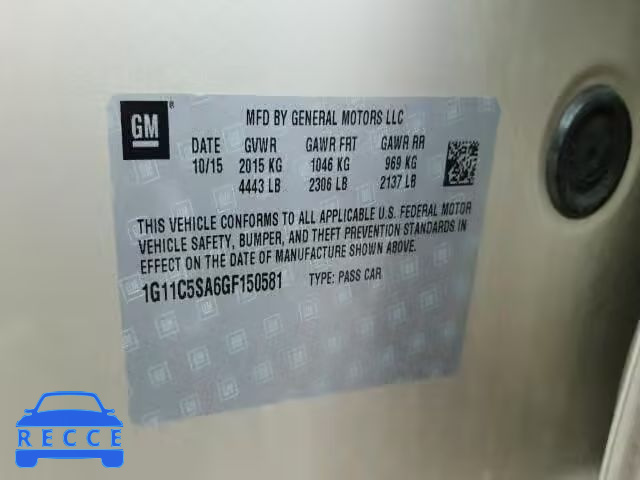 GM®
MFD BY GENERAL MOTORS LLC
DATE GVWR GAWR FRT GAWR RR
10/15 2015 KG 1046 KG 969 KG
4443 LB 2306 LB 2137 LB
THIS VEHICLE CONFORMS TO ALL APPLICABLE U.S. FEDERAL MOTOR
VEHICLE SAFETY, BUMPER, AND THEFT PREVENTION STANDARDS IN
EFFECT ON THE DATE OF MANUFACTURE SHOWN ABOVE.
1G11C5SA6GF150581 TYPE: PASS CAR
RECCE